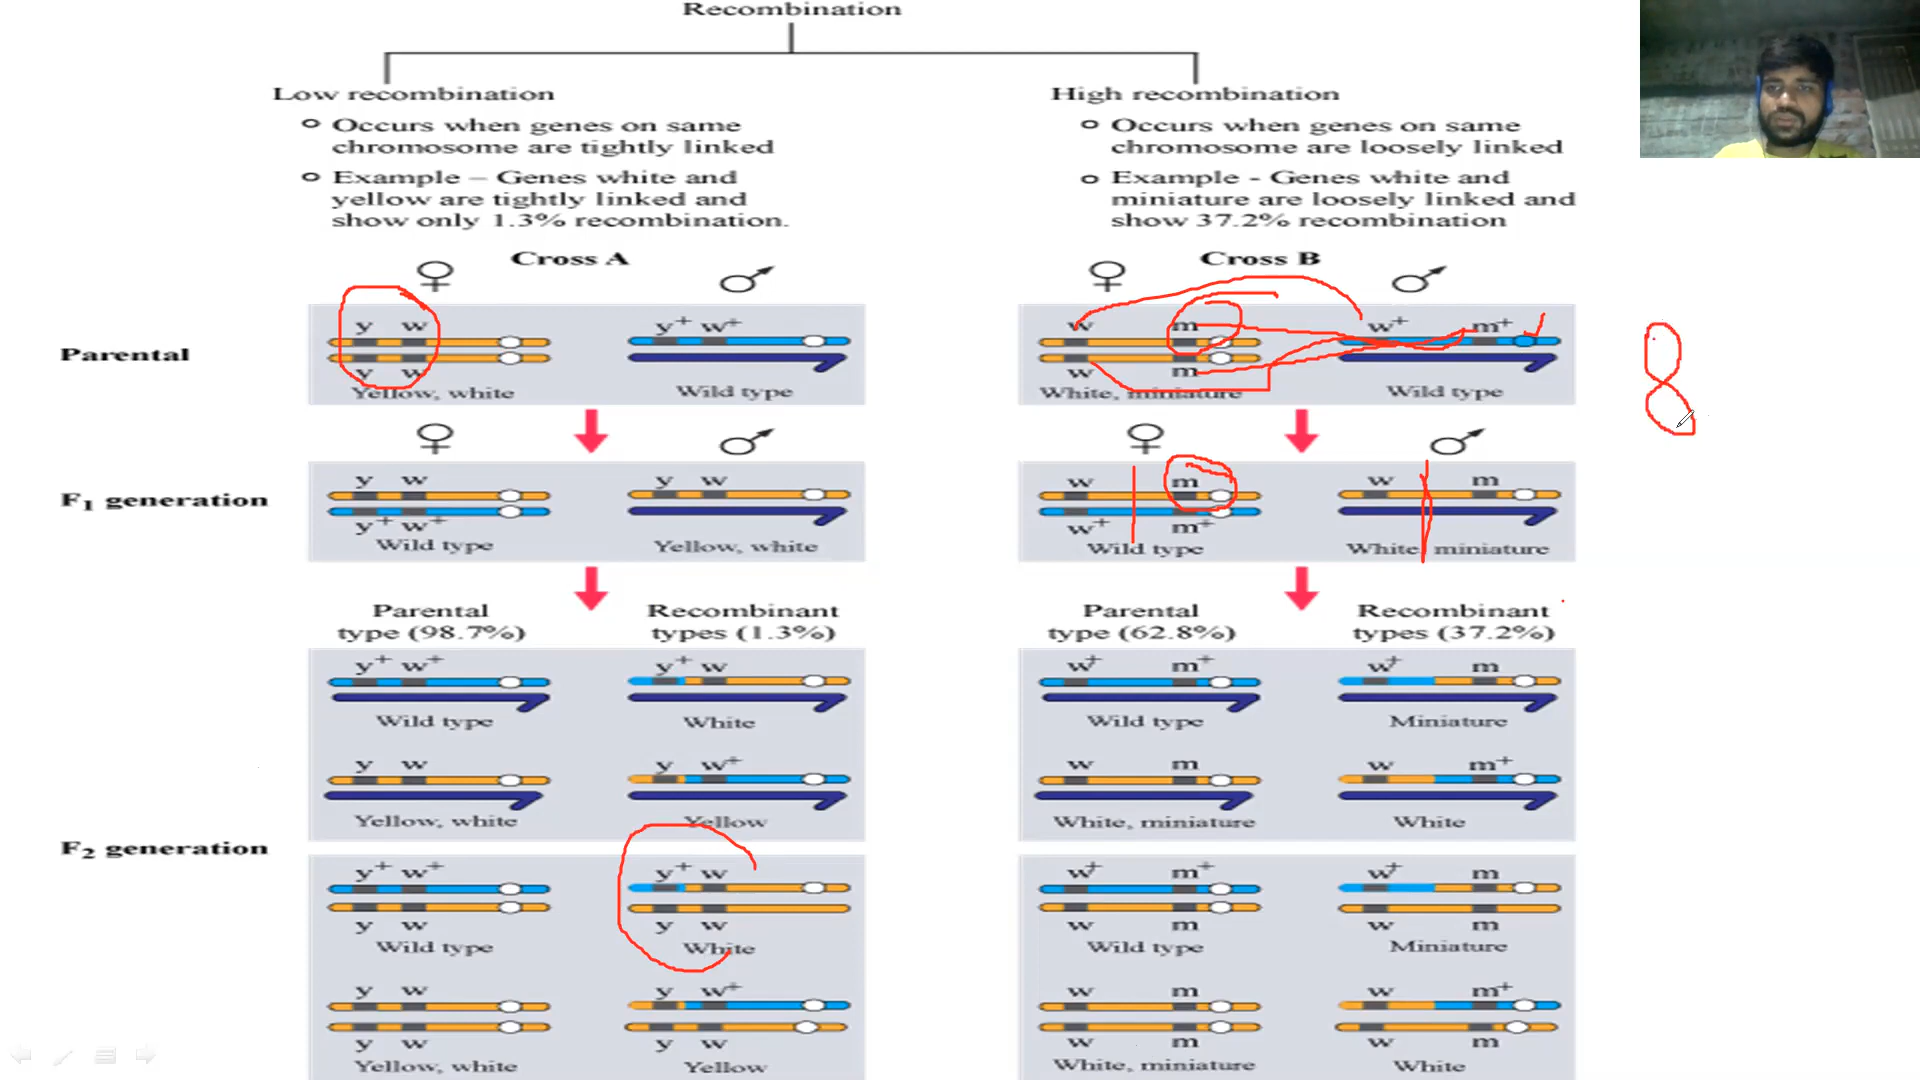 Recombination
Low recombination
Occurs when genes on same
chromosome are tightly linked
Example – Genes white and
yellow are tightly linked and
show only 1.3% recombination.
High recombination
Occurs when genes on same
chromosome are loosely linked
Example - Genes white and
miniature are loosely linked and
show 37.2% recombination
Cross A
♀ ♂
Cross B
♀ ♂
Parental
y w
y w
Yellow, white
y⁺ w⁺
Wild type
w m
w m
White, miniature
w⁺ m⁺
Wild type
8
F₁ generation
♀ ♂
y w
y⁺ w⁺
Wild type
y w
Yellow, white
♀ ♂
w m
w⁺ m⁺
Wild type
w m
White, miniature
F₂ generation
Parental
type (98.7%)
Recombinant
types (1.3%)
y⁺ w⁺
Wild type
y⁺ w
White
y w
Yellow, white
y w⁺
Yellow
y⁺ w⁺
y w
Wild type
y⁺ w
y w
White
y w
y w
Yellow, white
y w⁺
y w
Yellow
Parental
type (62.8%)
Recombinant
types (37.2%)
w⁺ m⁺
Wild type
w⁺ m
Miniature
w m
White, miniature
w m⁺
White
w⁺ m⁺
w m
Wild type
w⁺ m
w m
Miniature
w m
w m
White, miniature
w m⁺
w m
White